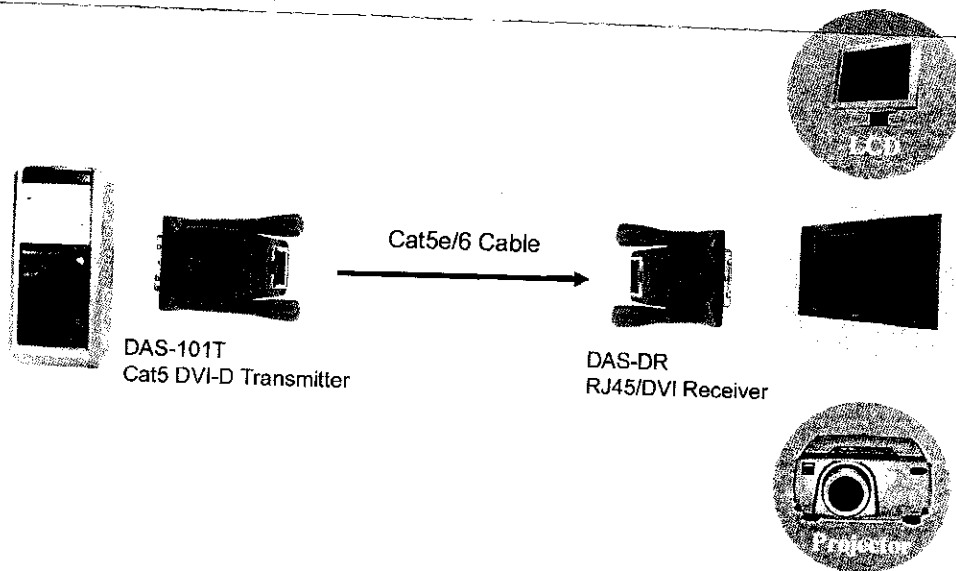 LCD
Cat5e/6 Cable
DAS-101T
Cat5 DVI-D Transmitter
DAS-DR
RJ45/DVI Receiver
Projector